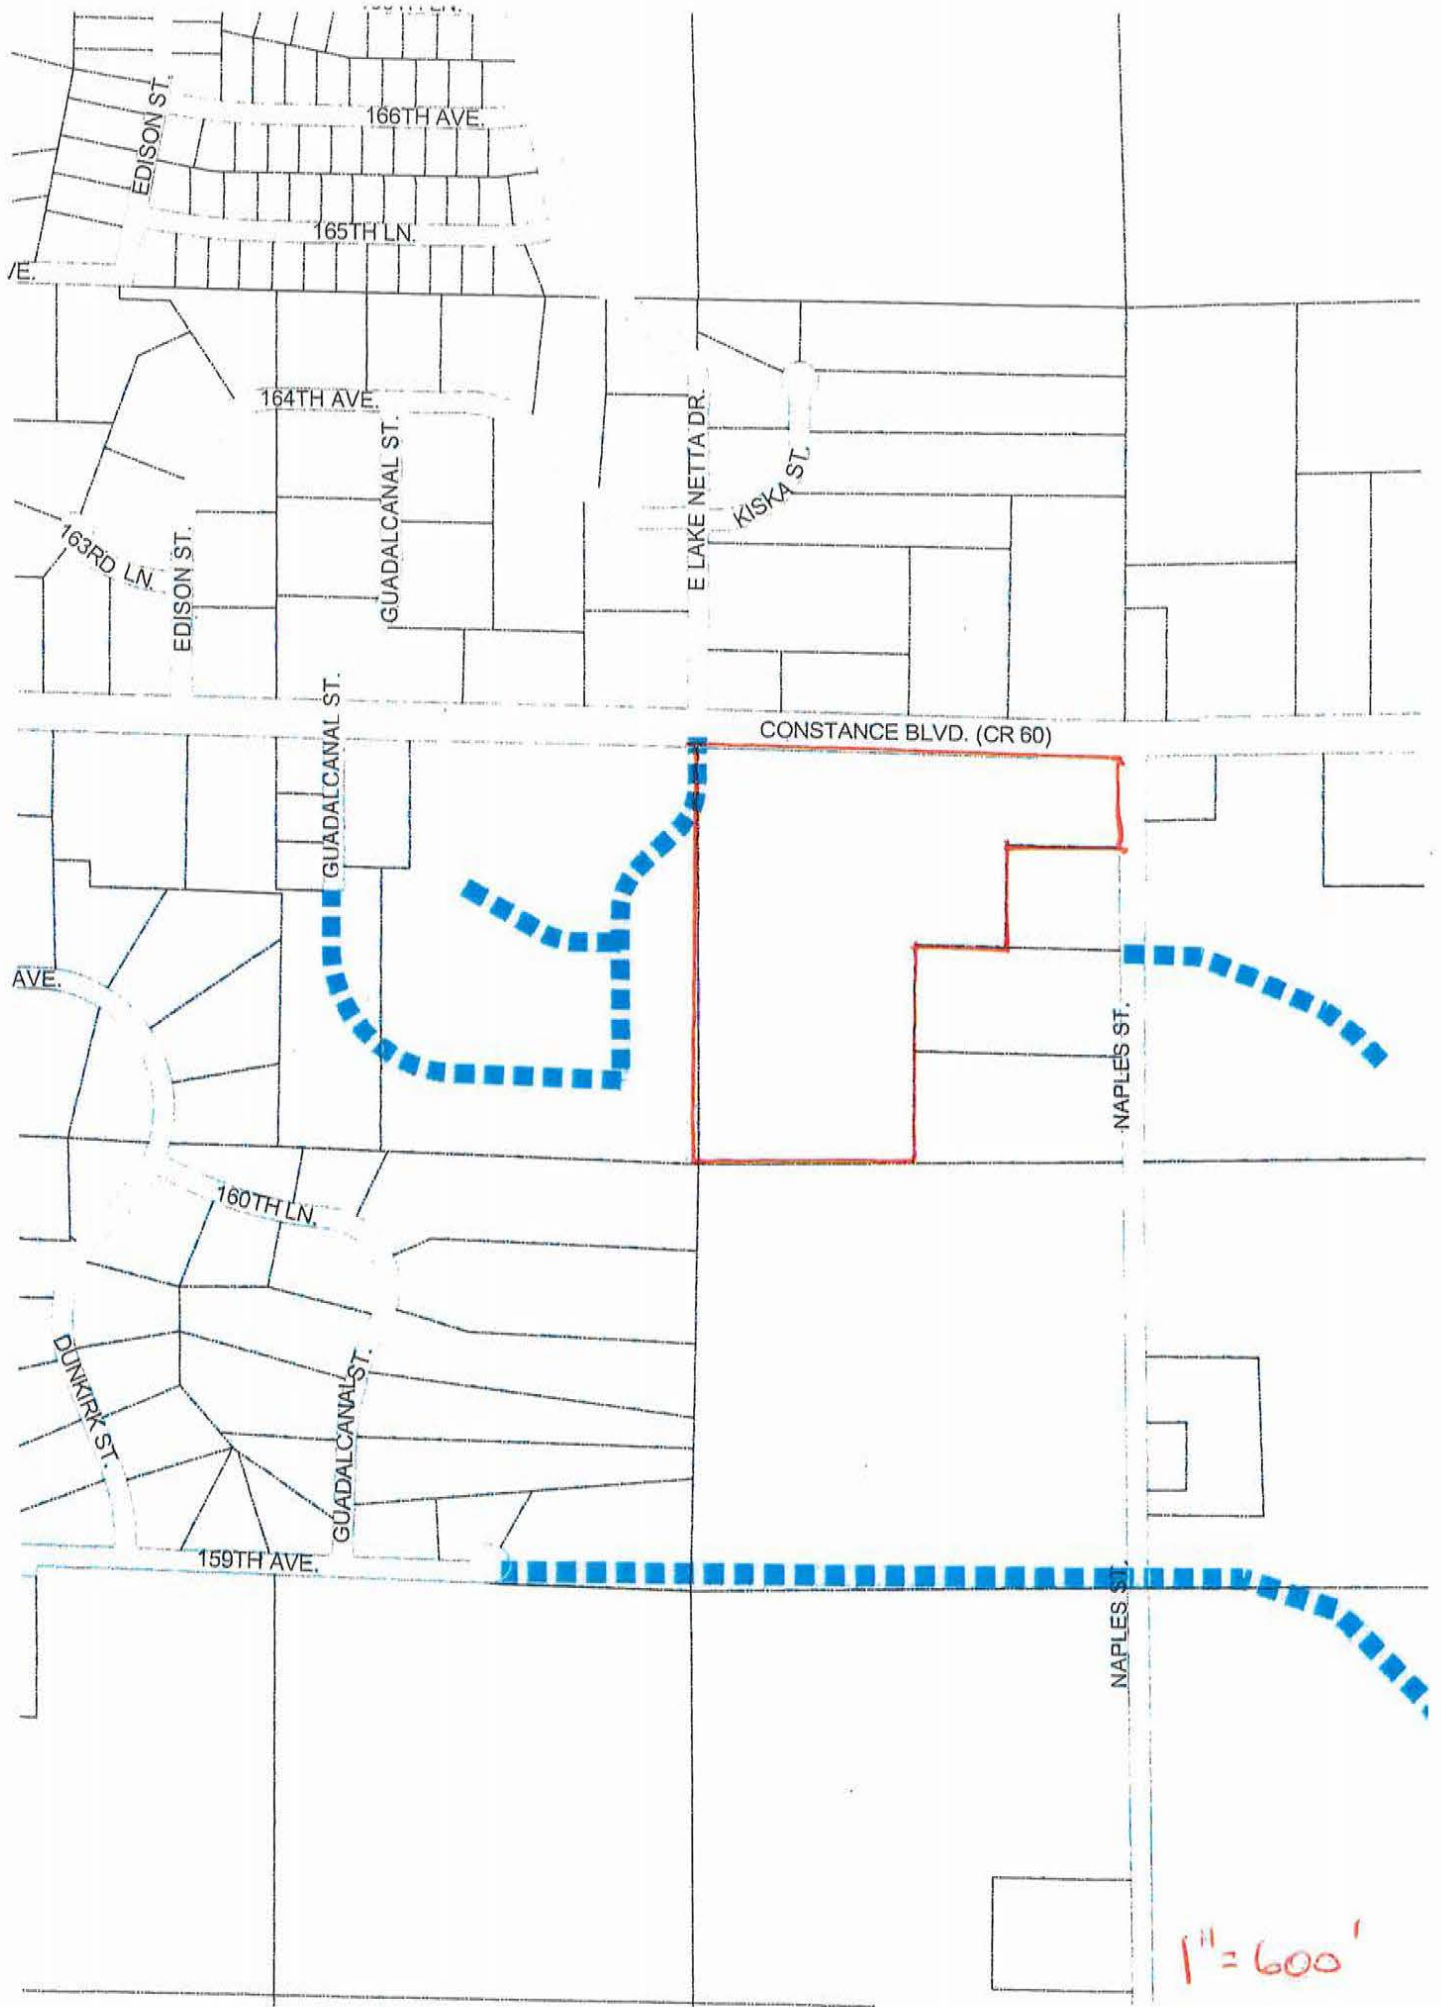 166TH AVE.
EDISON ST.
165TH LN.
VE.
164TH AVE.
GUADALCANAL ST.
E LAKE NETTA DR.
KISKA ST.
163RD LN.
EDISON ST.
GUADALCANAL ST.
CONSTANCE BLVD. (CR 60)
AVE.
NAPLES ST.
160TH LN.
DUNKIRK ST.
GUADALCANAL ST.
159TH AVE.
NAPLES ST.
1" = 600'